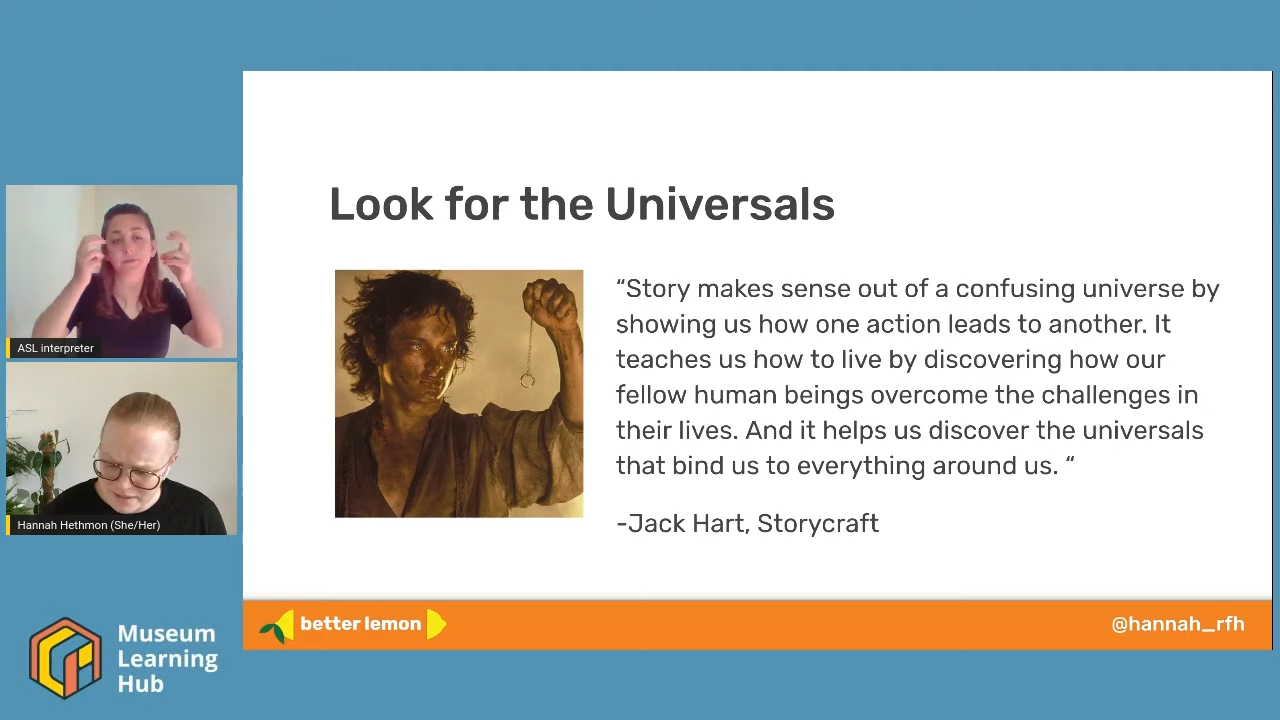 Look for the Universals
“Story makes sense out of a confusing universe by
showing us how one action leads to another. It
teaches us how to live by discovering how our
fellow human beings overcome the challenges in
their lives. And it helps us discover the universals
that bind us to everything around us. “
-Jack Hart, Storycraft
ASL interpreter
Hannah Hethmon (She/Her)
better lemon
@hannah_rfh
Museum
Learning
Hub